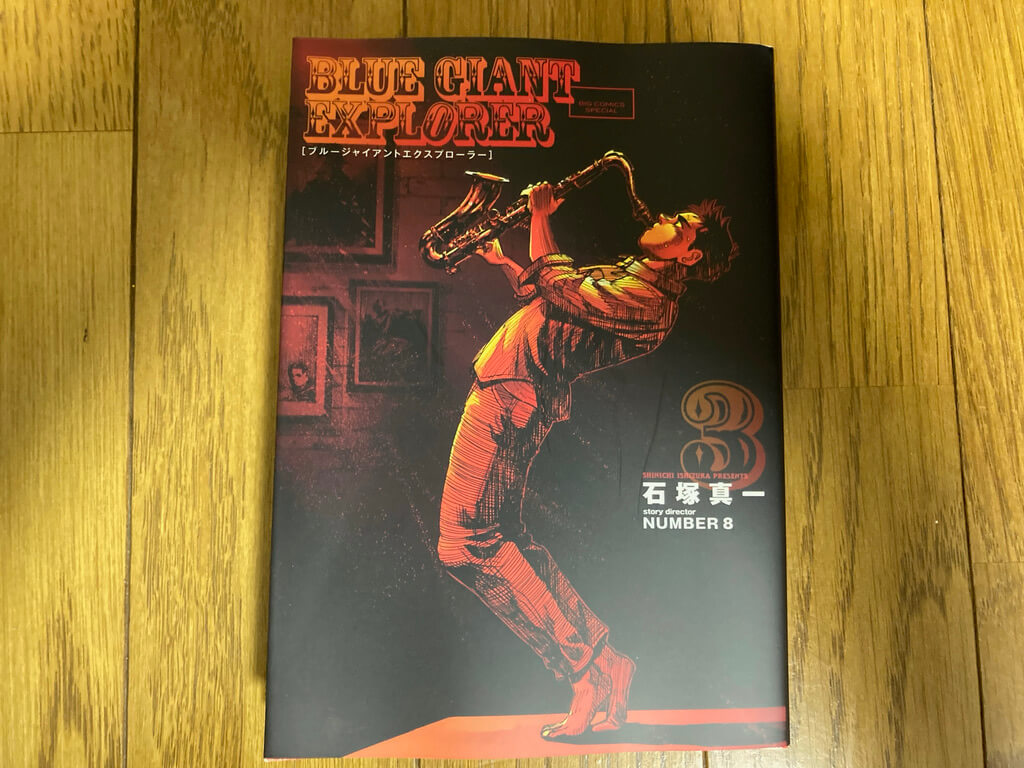 BLUE GIANT
EXPLORER
BIG COMICS
SPECIAL
[ブルージャイアントエクスプローラー]
3
SHINICHI ISHIZUKA PRESENTS
石塚真一
story director
NUMBER 8